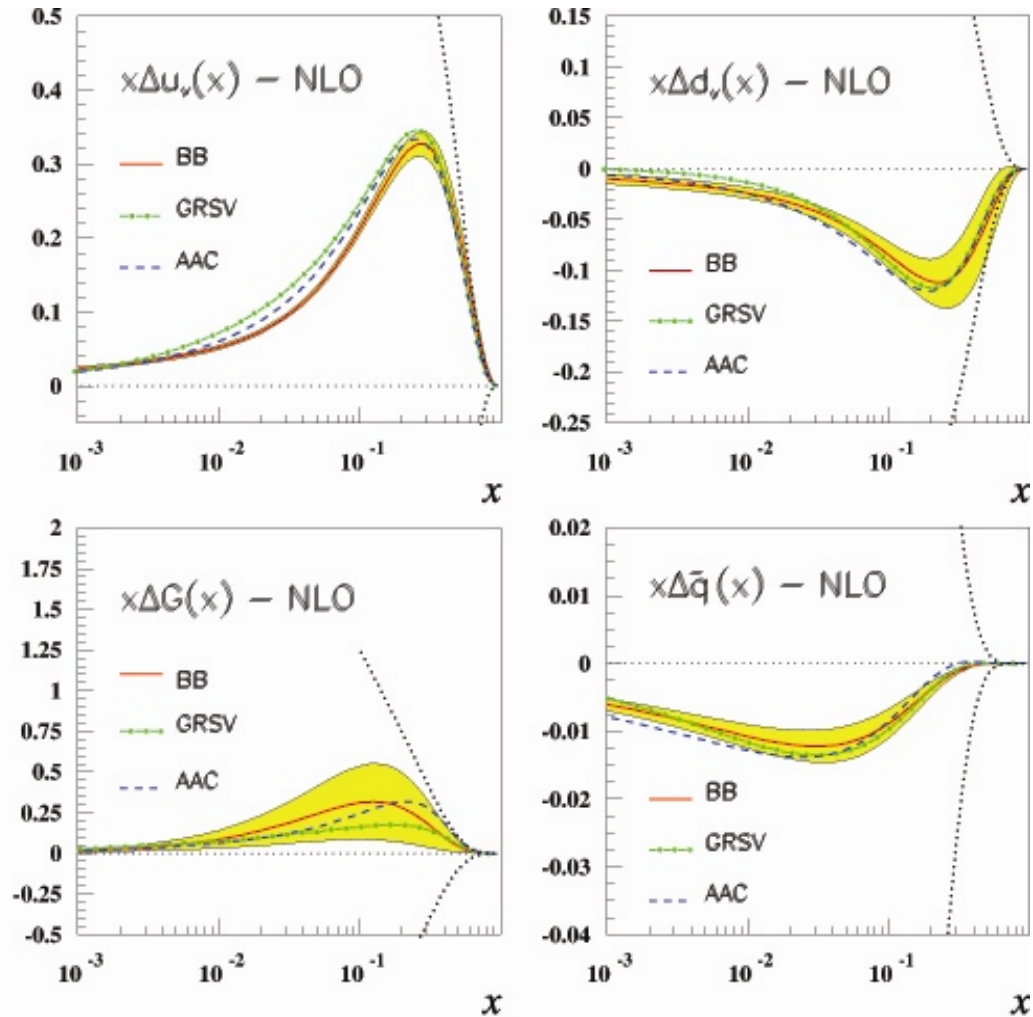 0.5
0.4
0.3
0.2
0.1
0
xΔu_v(x) – NLO
BB
GRSV
AAC
10⁻³
10⁻²
10⁻¹
x
0.15
0.1
0.05
0
-0.05
-0.1
-0.15
-0.2
-0.25
xΔd_v(x) – NLO
BB
GRSV
AAC
10⁻³
10⁻²
10⁻¹
x
2
1.75
1.5
1.25
1
0.75
0.5
0.25
0
-0.25
-0.5
xΔG(x) – NLO
BB
GRSV
AAC
10⁻³
10⁻²
10⁻¹
x
0.02
0.01
0
-0.01
-0.02
-0.03
-0.04
xΔq̄(x) – NLO
BB
GRSV
AAC
10⁻³
10⁻²
10⁻¹
x